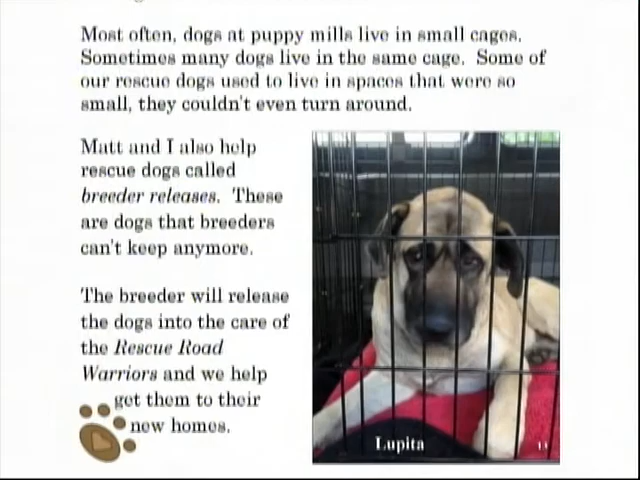 Most often, dogs at puppy mills live in small cages.
Sometimes many dogs live in the same cage. Some of
our rescue dogs used to live in spaces that were so
small, they couldn't even turn around.
Matt and I also help
rescue dogs called
breeder releases. These
are dogs that breeders
can't keep anymore.
The breeder will release
the dogs into the care of
the Rescue Road
Warriors and we help
get them to their
new homes.
Lupita